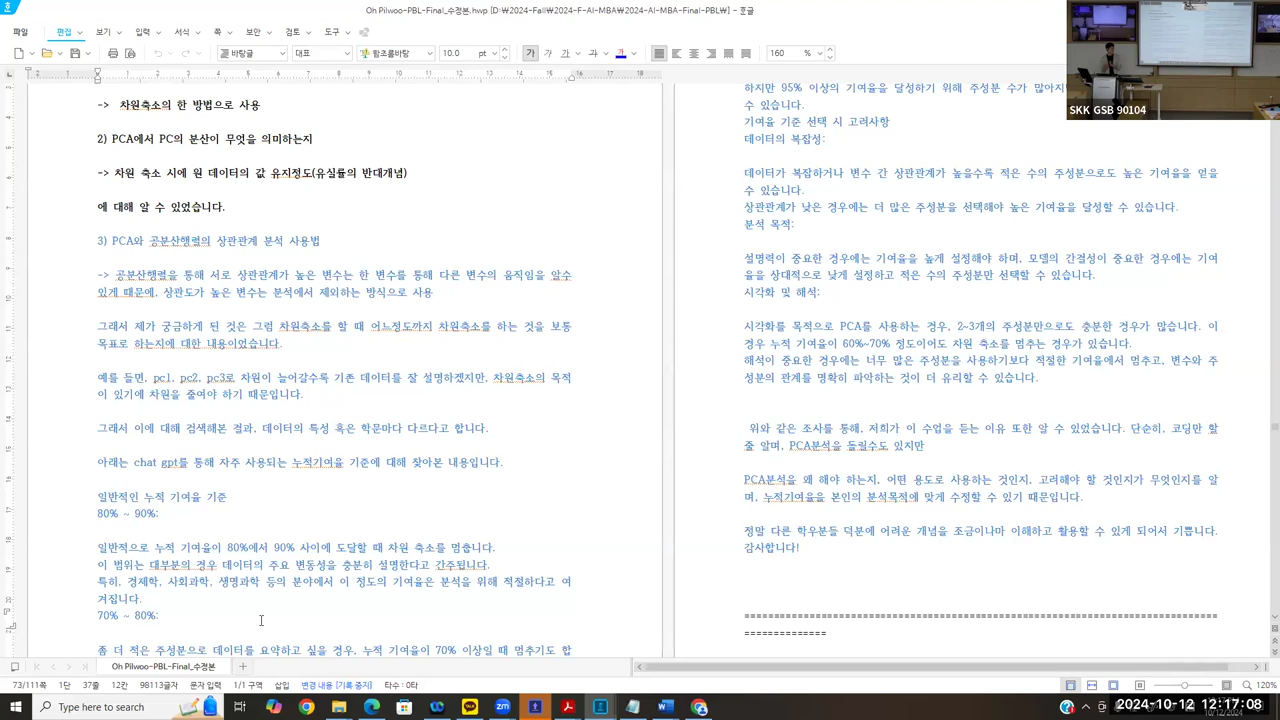 Oh Pilwoo-PBL-Final_수정본.hwp [D:\2024-Fall\2024-F-AI-MBA\2024-AI-MBA-Final-PBL\] - 한글
파일 편집 보기 입력 서식 쪽 보안 검토 도구
바탕글 대표 함초롬바탕 10.0 pt 가 가 가 가 가 160 %
-> 차원축소의 한 방법으로 사용
2) PCA에서 PC의 분산이 무엇을 의미하는지
-> 차원 축소 시에 원 데이터의 값 유지정도(유실률의 반대개념)
에 대해 알 수 있었습니다.
3) PCA와 공분산행렬의 상관관계 분석 사용법
-> 공분산행렬을 통해 서로 상관관계가 높은 변수는 한 변수를 통해 다른 변수의 움직임을 알수
있게 때문에, 상관도가 높은 변수는 분석에서 제외하는 방식으로 사용
그래서 제가 궁금하게 된 것은 그럼 차원축소를 할 때 어느정도까지 차원축소를 하는 것을 보통
목표로 하는지에 대한 내용이었습니다.
예를 들면, pc1, pc2, pc3로 차원이 늘어갈수록 기존 데이터를 잘 설명하겠지만, 차원축소의 목적
이 있기에 차원을 줄여야 하기 때문입니다.
그래서 이에 대해 검색해본 결과, 데이터의 특성 혹은 학문마다 다르다고 합니다.
아래는 chat gpt를 통해 자주 사용되는 누적기여율 기준에 대해 찾아본 내용입니다.
일반적인 누적 기여율 기준
80% ~ 90%:
일반적으로 누적 기여율이 80%에서 90% 사이에 도달할 때 차원 축소를 멈춥니다.
이 범위는 대부분의 경우 데이터의 주요 변동성을 충분히 설명한다고 간주됩니다.
특히, 경제학, 사회과학, 생명과학 등의 분야에서 이 정도의 기여율은 분석을 위해 적절하다고 여
겨집니다.
70% ~ 80%:
좀 더 적은 주성분으로 데이터를 요약하고 싶을 경우, 누적 기여율이 70% 이상일 때 멈추기도 합
하지만 95% 이상의 기여율을 달성하기 위해 주성분 수가 많아지
수 있습니다.
기여율 기준 선택 시 고려사항
데이터의 복잡성:
데이터가 복잡하거나 변수 간 상관관계가 높을수록 적은 수의 주성분으로도 높은 기여율을 얻을
수 있습니다.
상관관계가 낮은 경우에는 더 많은 주성분을 선택해야 높은 기여율을 달성할 수 있습니다.
분석 목적:
설명력이 중요한 경우에는 기여율을 높게 설정해야 하며, 모델의 간결성이 중요한 경우에는 기여
율을 상대적으로 낮게 설정하고 적은 수의 주성분만 선택할 수 있습니다.
시각화 및 해석:
시각화를 목적으로 PCA를 사용하는 경우, 2~3개의 주성분만으로도 충분한 경우가 많습니다. 이
경우 누적 기여율이 60%~70% 정도이어도 차원 축소를 멈추는 경우가 있습니다.
해석이 중요한 경우에는 너무 많은 주성분을 사용하기보다 적절한 기여율에서 멈추고, 변수와 주
성분의 관계를 명확히 파악하는 것이 더 유리할 수 있습니다.
위와 같은 조사를 통해, 저희가 이 수업을 듣는 이유 또한 알 수 있었습니다. 단순히, 코딩만 할
줄 알며, PCA분석을 돌릴수도 있지만
PCA분석을 왜 해야 하는지, 어떤 용도로 사용하는 것인지, 고려해야 할 것인지가 무엇인지를 알
며, 누적기여율을 본인의 분석목적에 맞게 수정할 수 있기 때문입니다.
정말 다른 학우분들 덕분에 어려운 개념을 조금이나마 이해하고 활용할 수 있게 되어서 기쁩니다.
감사합니다!
SKK GSB 90104
Oh Pilwoo-PBL-Final_수정본
73/111쪽 1단 37줄 12칸 98113글자 문자 입력 1/1 구역 삽입 변경 내용 [기록 중지] 타수 : 0타 120%
Type here to search
2024-10-12 12:17:08
10/12/2024